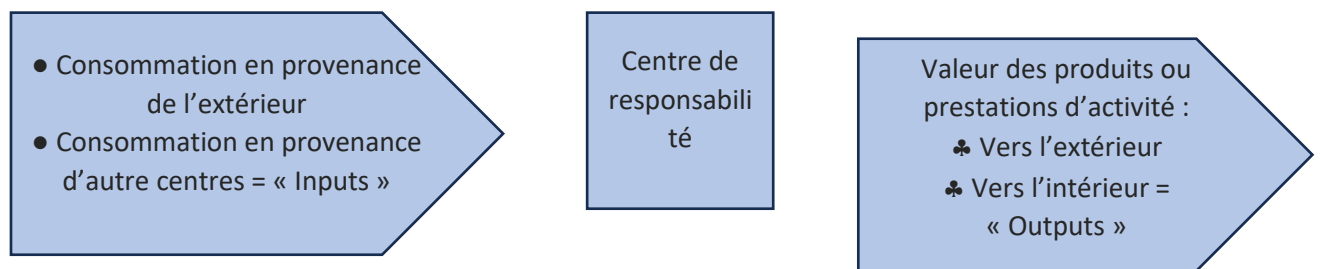 ● Consommation en provenance
de l’extérieur
● Consommation en provenance
d’autre centres = « Inputs »
Centre de
responsabili
té
Valeur des produits ou
prestations d’activité :
♣ Vers l’extérieur
♣ Vers l’intérieur =
« Outputs »